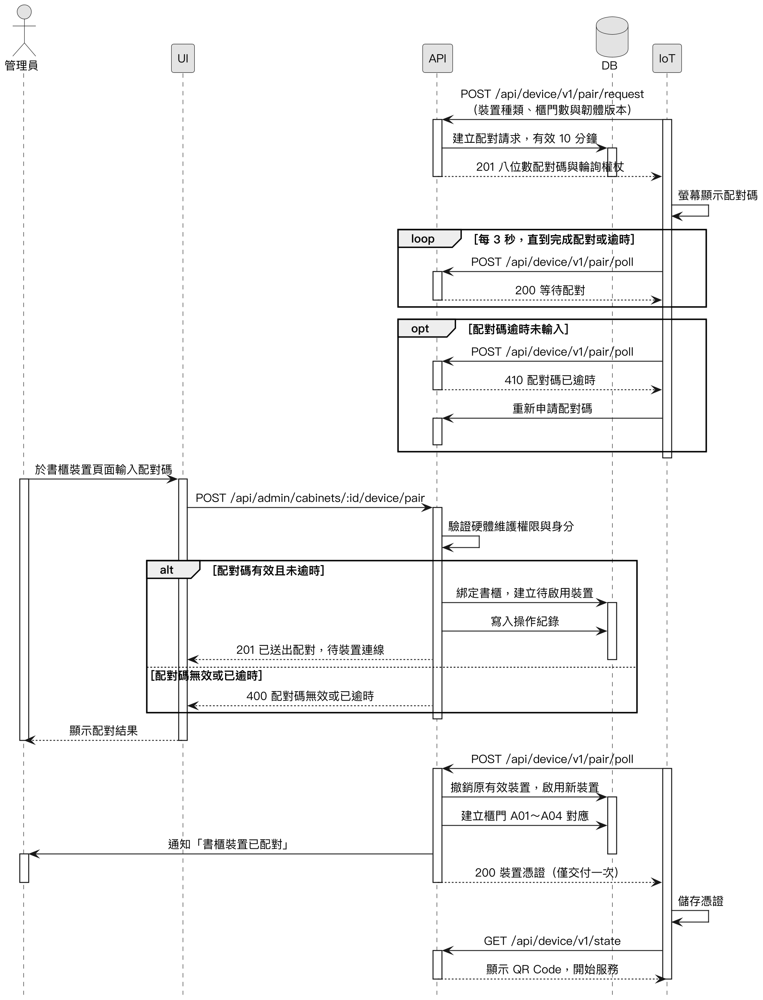 管理員
UI
API
DB
IoT
POST /api/device/v1/pair/request
（裝置種類、櫃門數與韌體版本）
建立配對請求，有效 10 分鐘
201 八位數配對碼與輪詢權杖
螢幕顯示配對碼
loop [每 3 秒，直到完成配對或逾時]
POST /api/device/v1/pair/poll
200 等待配對
opt [配對碼逾時未輸入]
POST /api/device/v1/pair/poll
410 配對碼已逾時
重新申請配對碼
於書櫃裝置頁面輸入配對碼
POST /api/admin/cabinets/:id/device/pair
驗證硬體維護權限與身分
alt [配對碼有效且未逾時]
綁定書櫃，建立待啟用裝置
寫入操作紀錄
201 已送出配對，待裝置連線
[配對碼無效或已逾時]
400 配對碼無效或已逾時
顯示配對結果
POST /api/device/v1/pair/poll
撤銷原有效裝置，啟用新裝置
建立櫃門 A01～A04 對應
通知「書櫃裝置已配對」
200 裝置憑證（僅交付一次）
儲存憑證
GET /api/device/v1/state
顯示 QR Code，開始服務